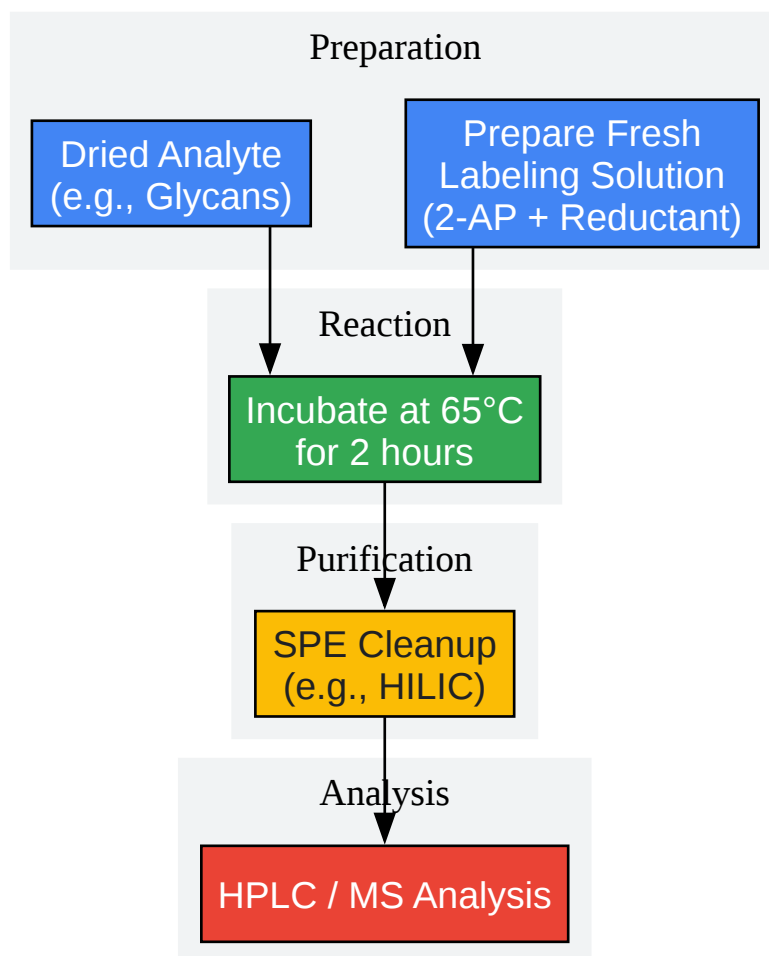 Preparation
Dried Analyte
(e.g., Glycans)
Prepare Fresh
Labeling Solution
(2-AP + Reductant)
Reaction
Incubate at 65°C
for 2 hours
Purification
SPE Cleanup
(e.g., HILIC)
Analysis
HPLC / MS Analysis